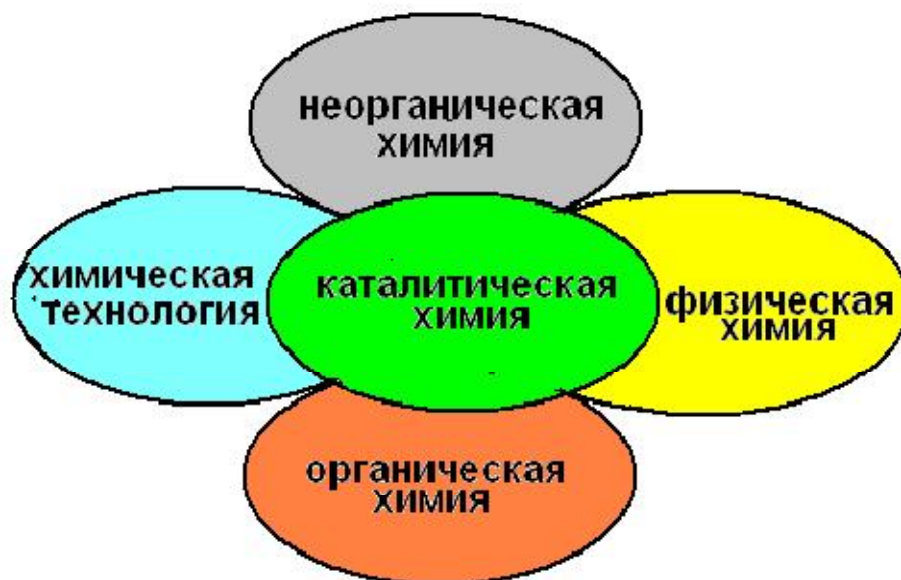 неорганическая
химия
химическая
технология
каталитическая
химия
физическая
химия
органическая
химия